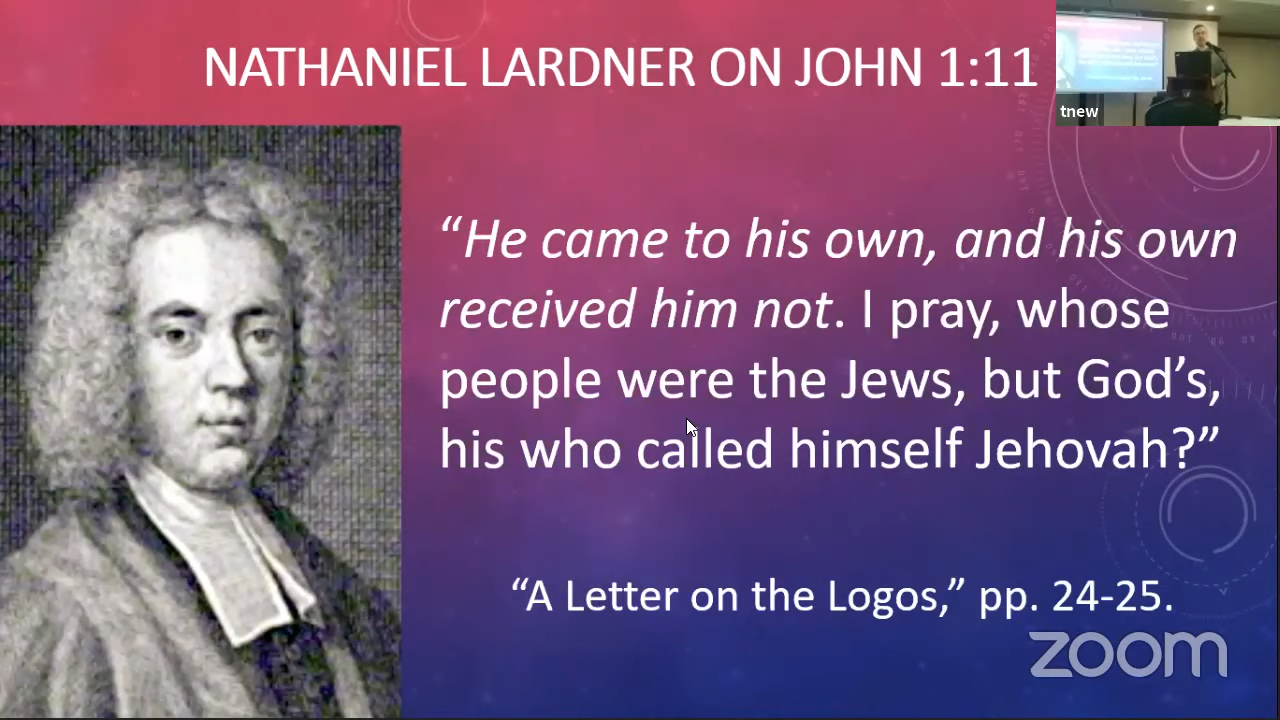 NATHANIEL LARDNER ON JOHN 1:11
tnew
“He came to his own, and his own
received him not. I pray, whose
people were the Jews, but God’s,
his who called himself Jehovah?”
“A Letter on the Logos,” pp. 24-25.
zoom